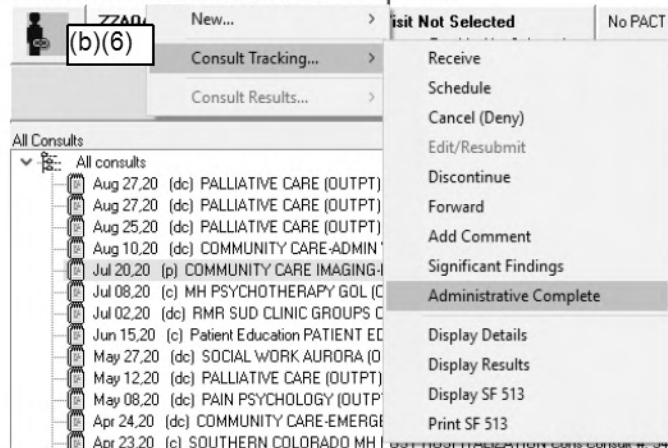 New... >
isit Not Selected
No PACT
(b)(6)
Consult Tracking... >
Consult Results... >
Receive
Schedule
Cancel (Deny)
Edit/Resubmit
Discontinue
Forward
Add Comment
Significant Findings
Administrative Complete
Display Details
Display Results
Display SF 513
Print SF 513
All Consults
All consults
Aug 27,20 (dc) PALLIATIVE CARE (OUTPT)
Aug 27,20 (dc) PALLIATIVE CARE (OUTPT)
Aug 25,20 (dc) PALLIATIVE CARE (OUTPT)
Aug 10,20 (dc) COMMUNITY CARE-ADMIN
Jul 20,20 (p) COMMUNITY CARE IMAGING-
Jul 08,20 (c) MH PSYCHOTHERAPY GOL (
Jul 02,20 (dc) RMR SUD CLINIC GROUPS
Jun 15,20 (c) Patient Education PATIENT ED
May 27,20 (dc) SOCIAL WORK AURORA (O
May 12,20 (dc) PALLIATIVE CARE (OUTPT)
May 08,20 (dc) PAIN PSYCHOLOGY (OUTP
Apr 24,20 (dc) COMMUNITY CARE-EMERGE
Apr 23,20 (c) SOUTHERN COLORADO MH